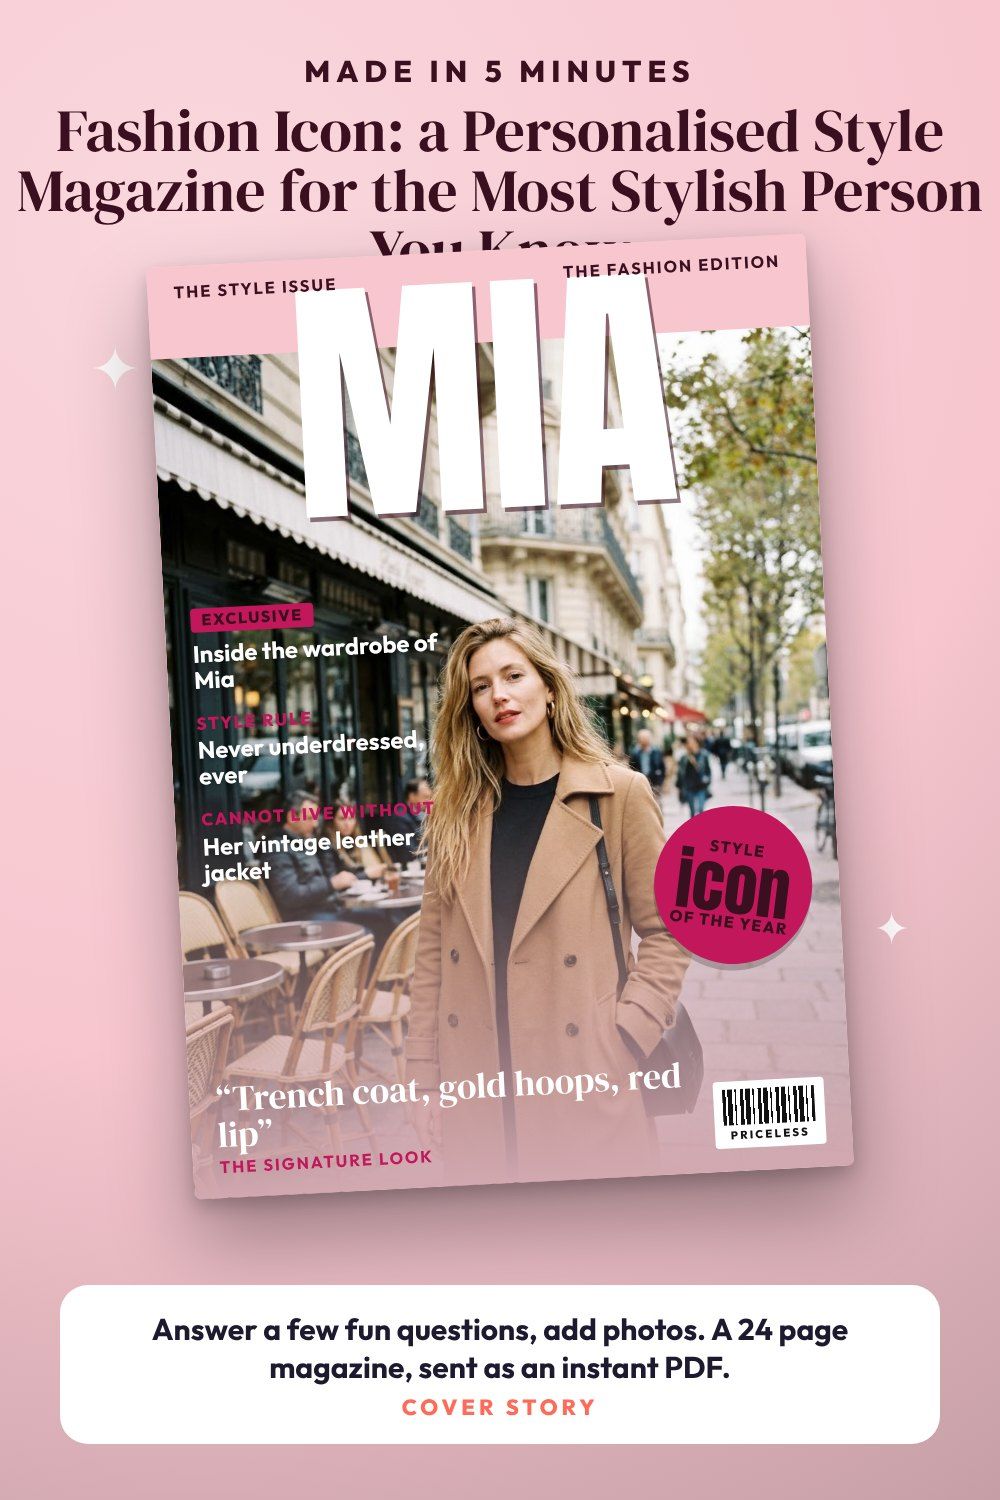 MADE IN 5 MINUTES
Fashion Icon: a Personalised Style
Magazine for the Most Stylish Person
You Know
THE STYLE ISSUE
THE FASHION EDITION
MIA
EXCLUSIVE
Inside the wardrobe of
Mia
STYLE RULE
Never underdressed,
ever
CANNOT LIVE WITHOUT
Her vintage leather
jacket
STYLE
icon
OF THE YEAR
“Trench coat, gold hoops, red
lip”
THE SIGNATURE LOOK
PRICELESS
Answer a few fun questions, add photos. A 24 page
magazine, sent as an instant PDF.
COVER STORY